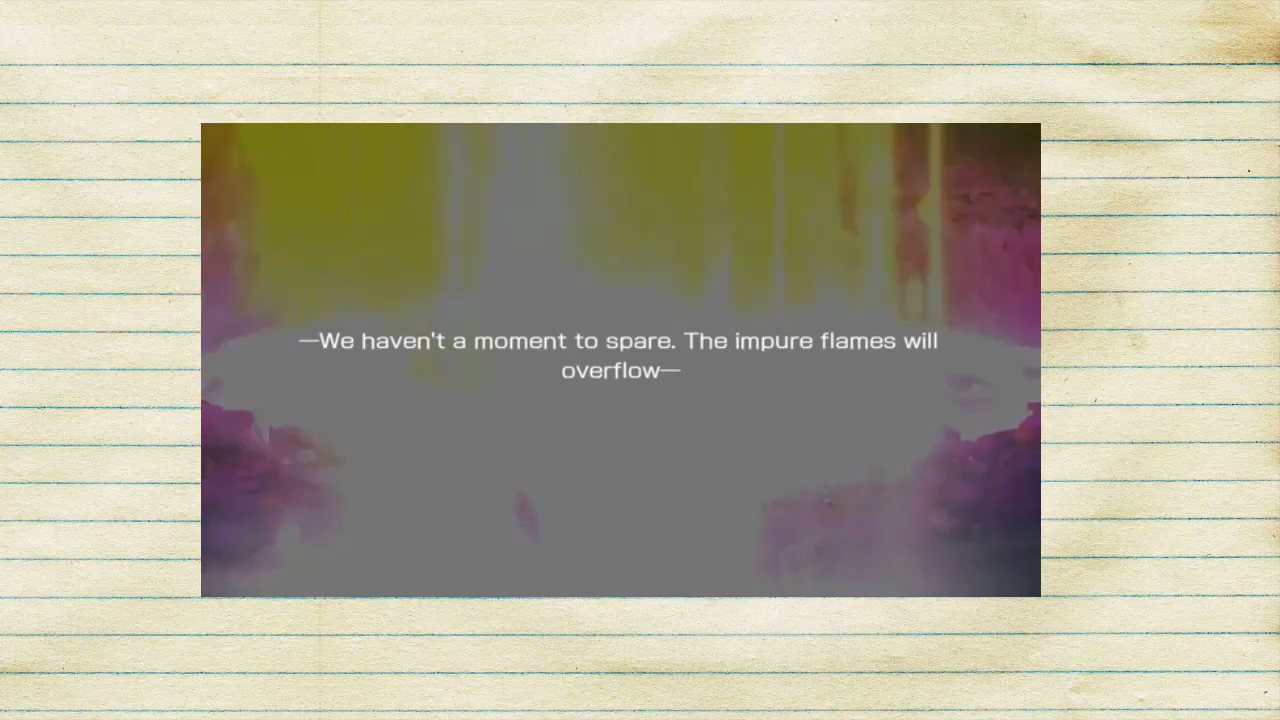 —We haven't a moment to spare. The impure flames will
overflow—